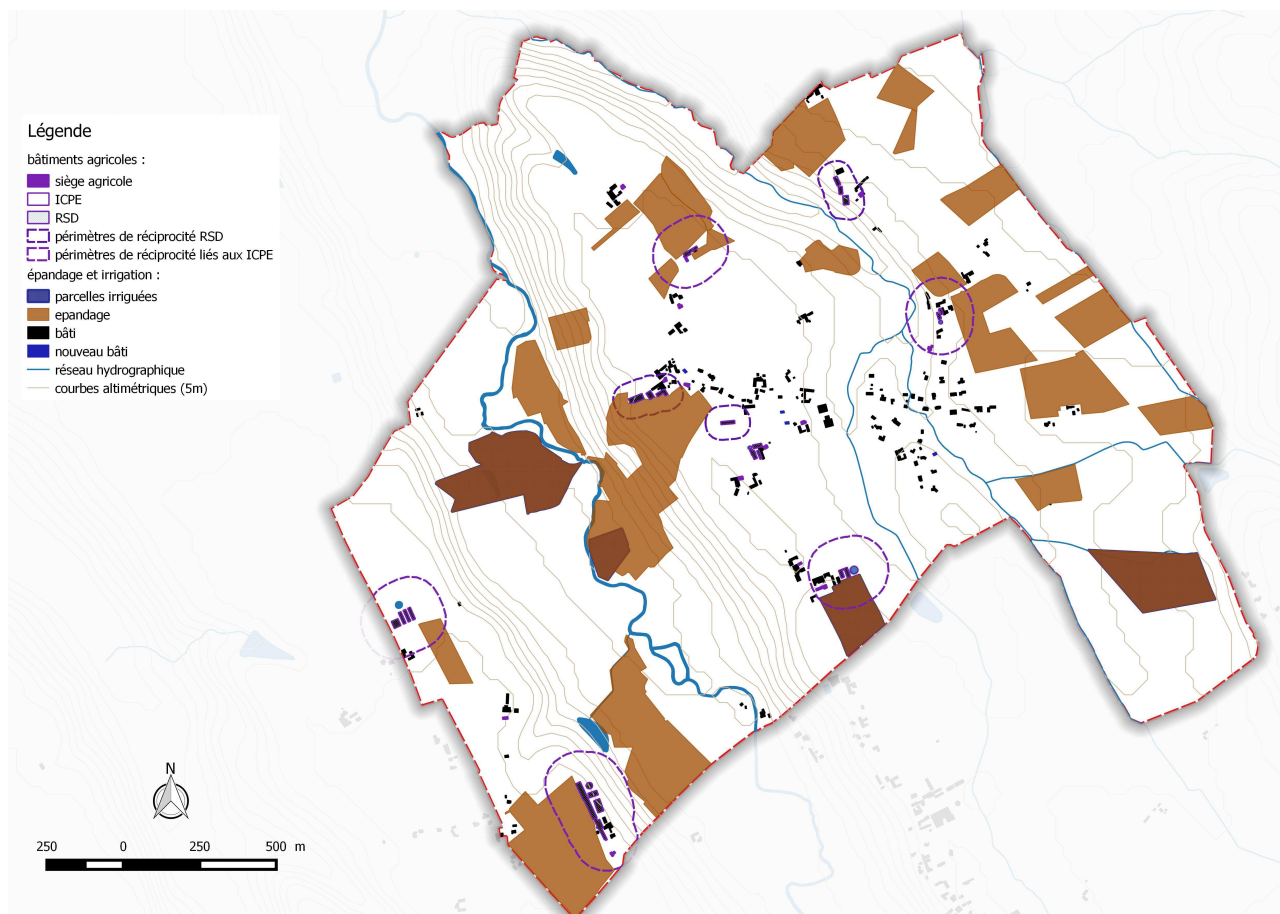 Légende
bâtiments agricoles :
siège agricole
ICPE
RSD
périmètres de réciprocité RSD
périmètres de réciprocité liés aux ICPE
épandage et irrigation :
parcelles irriguées
epandage
bâti
nouveau bâti
réseau hydrographique
courbes altimétriques (5m)
N
250 0 250 500 m